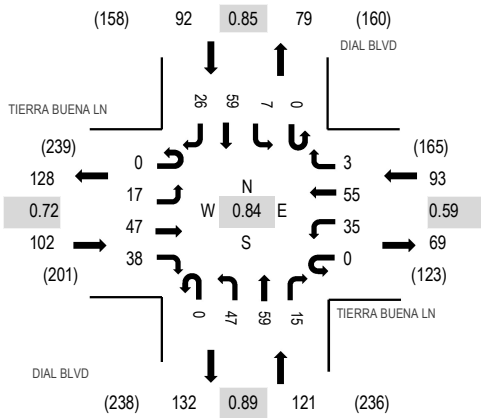 (158) 92 0.85 79 (160)
DIAL BLVD
26 59 7 0
TIERRA BUENA LN
(239) 0 3 (165)
128 17 N 55 93
0.72 47 W 0.84 E 35 0.59
102 38 S 0 69
(201) (123)
0 47 59 15
TIERRA BUENA LN
DIAL BLVD
(238) 132 0.89 121 (236)